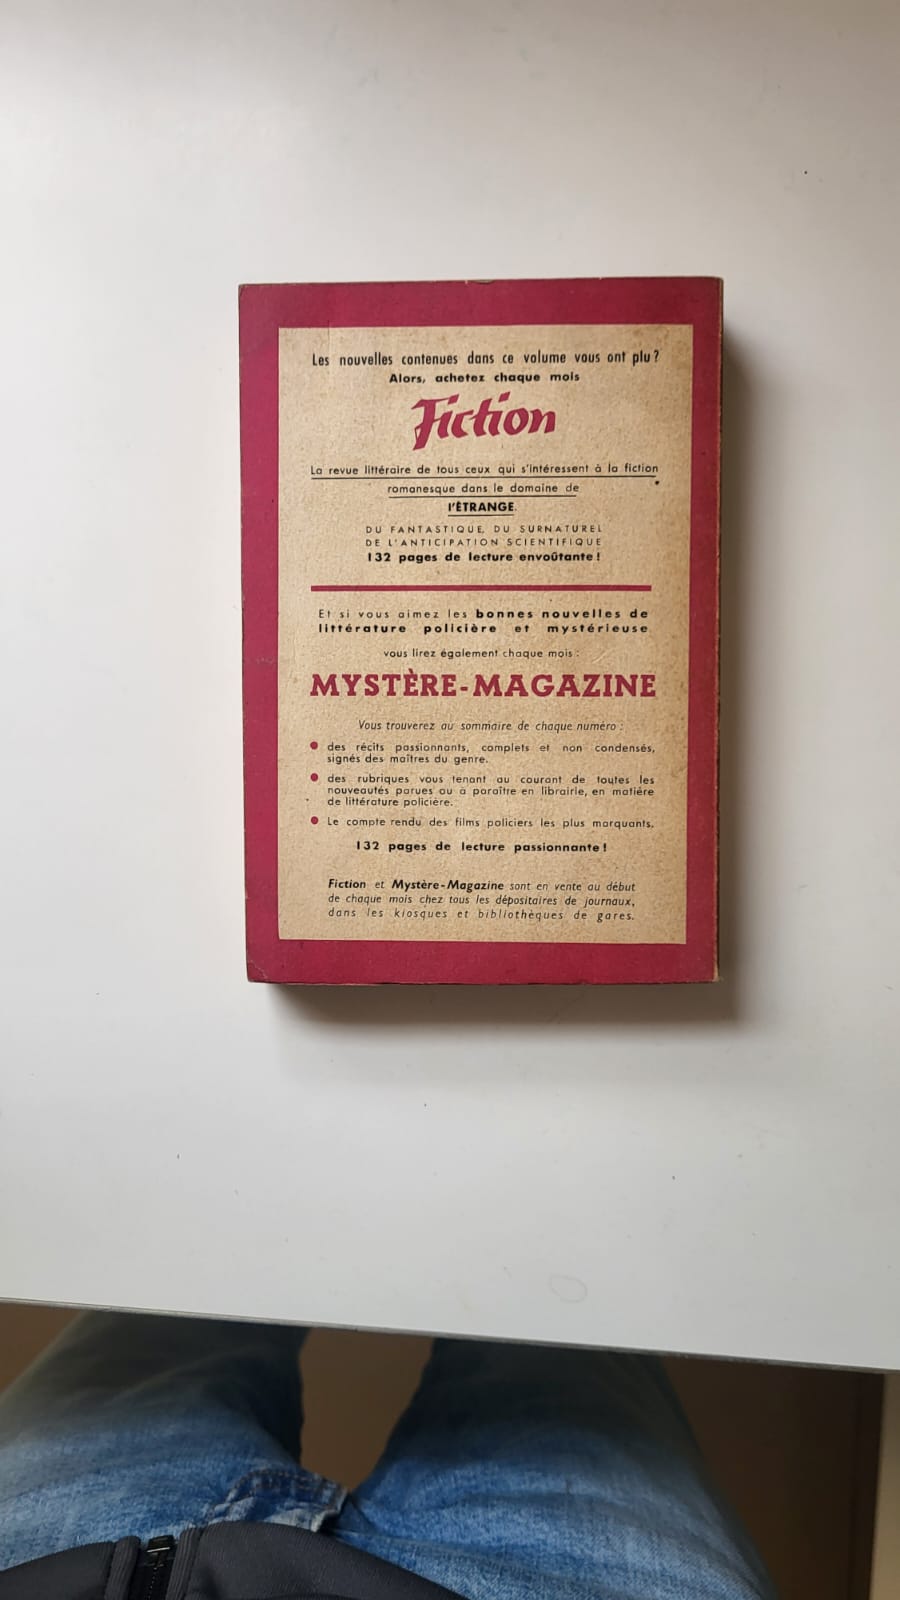 Les nouvelles contenues dans ce volume vous ont plu ?
Alors, achetez chaque mois
Fiction
La revue littéraire de tous ceux qui s'intéressent à la fiction
romanesque dans le domaine de
l'ÉTRANGE
DU FANTASTIQUE, DU SURNATUREL
DE L'ANTICIPATION SCIENTIFIQUE
132 pages de lecture envoûtante !
Et si vous aimez les bonnes nouvelles de
littérature policière et mystérieuse
vous lirez également chaque mois :
MYSTÈRE-MAGAZINE
Vous trouverez au sommaire de chaque numéro :
des récits passionnants, complets et non condensés,
signés des maîtres du genre.
des rubriques vous tenant au courant de toutes les
nouveautés parues ou à paraître en librairie, en matière
de littérature policière.
Le compte rendu des films policiers les plus marquants.
132 pages de lecture passionnante !
Fiction et Mystère-Magazine sont en vente au début
de chaque mois chez tous les dépositaires de journaux,
dans les kiosques et bibliothèques de gares.